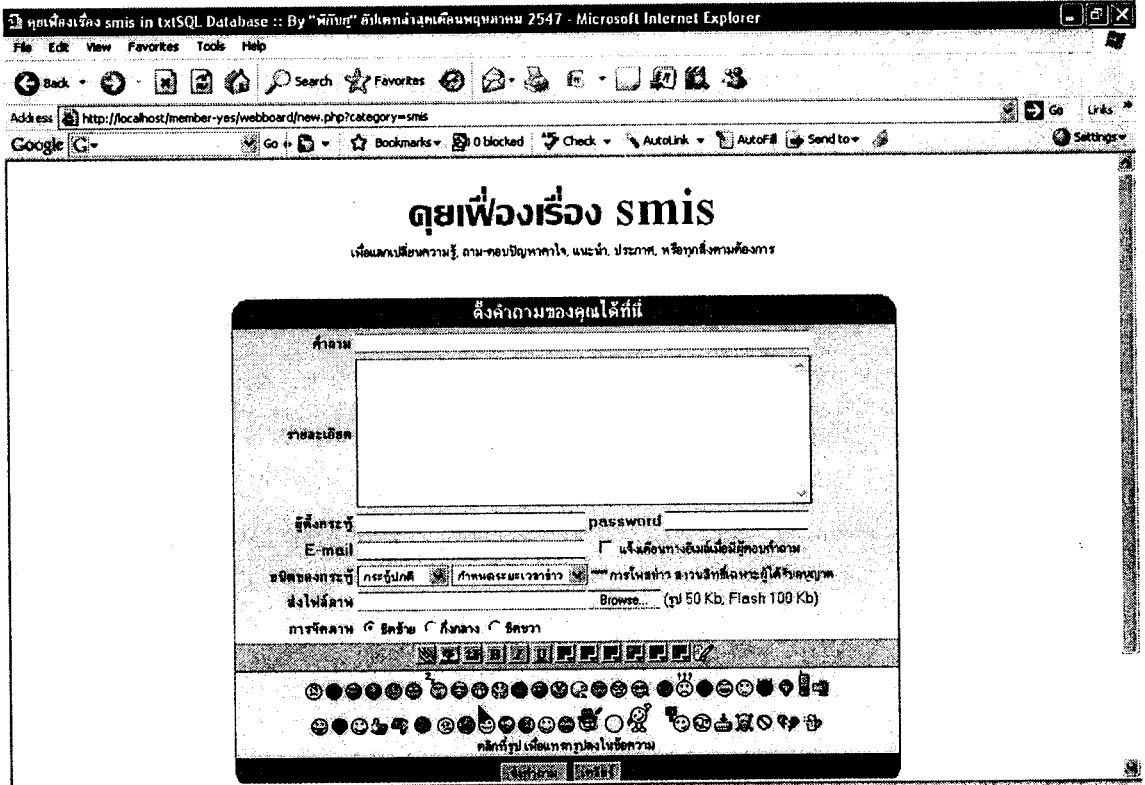 คุยเฟื่องเรื่อง smis in txtSQL Database :: By "พีกับกู" อัปเดทล่าสุดเดือนพฤษภาคม 2547 - Microsoft Internet Explorer
File Edit View Favorites Tools Help
Back Search Favorites
Address http://localhost/member-yes/webboard/new.php?category=smis Go Links
Google Go Bookmarks 0 blocked Check AutoLink AutoFill Send to Settings
คุยเฟื่องเรื่อง smis
เพื่อแลกเปลี่ยนความรู้, ถาม-ตอบปัญหาคาใจ, แนะนำ, ประกาศ, หรือทุกสิ่งตามต้องการ
ตั้งคำถามของคุณได้ที่นี่
คำถาม
รายละเอียด
ผู้ตั้งกระทู้ password
E-mail แจ้งเตือนทางอีเมล์เมื่อมีผู้ตอบคำถาม
ชนิดของกระทู้ กระทู้ปกติ กำหนดระยะเวลาข่าว ****การโพสข่าว สงวนสิทธิ์เฉพาะผู้ได้รับอนุญาต
ส่งไฟล์ภาพ Browse... (รูป 50 Kb, Flash 100 Kb)
การจัดภาพ ชิดซ้าย กึ่งกลาง ชิดขวา
B I U
คลิกที่รูป เพื่อแทรกรูปลงในข้อความ